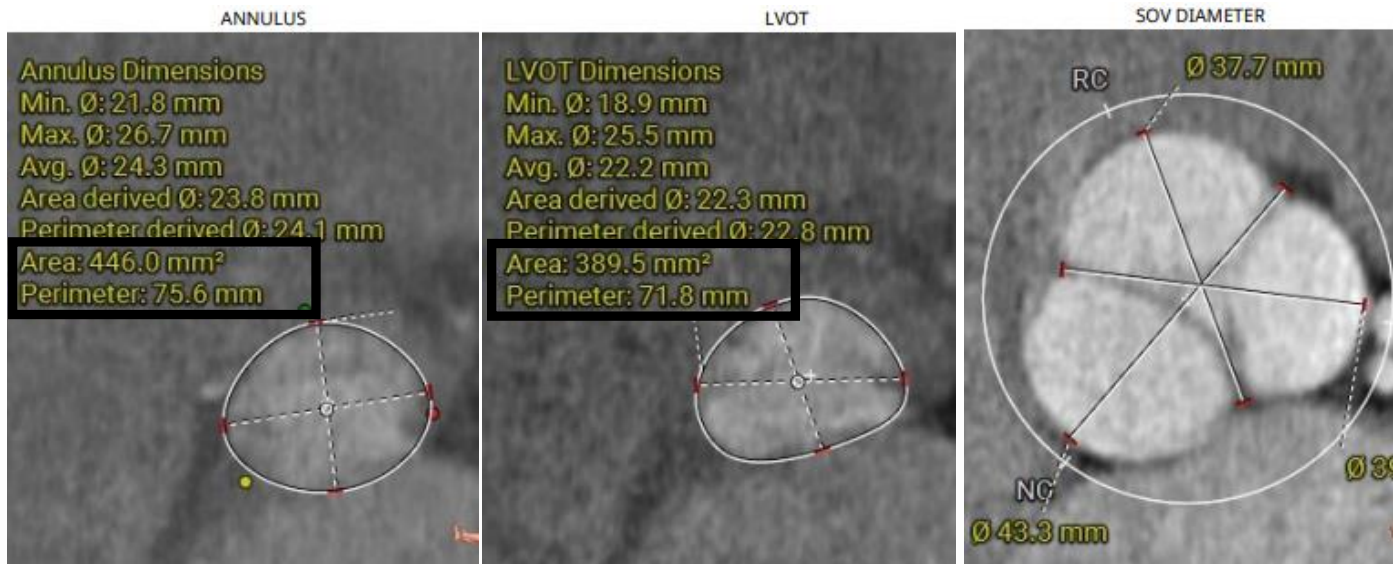 ANNULUS
Annulus Dimensions
Min. Ø: 21.8 mm
Max. Ø: 26.7 mm
Avg. Ø: 24.3 mm
Area derived Ø: 23.8 mm
Perimeter derived Ø: 24.1 mm
Area: 446.0 mm²
Perimeter: 75.6 mm
LVOT
LVOT Dimensions
Min. Ø: 18.9 mm
Max. Ø: 25.5 mm
Avg. Ø: 22.2 mm
Area derived Ø: 22.3 mm
Perimeter derived Ø: 22.8 mm
Area: 389.5 mm²
Perimeter: 71.8 mm
SOV DIAMETER
Ø 37.7 mm
RC
Ø
NC
Ø 43.3 mm